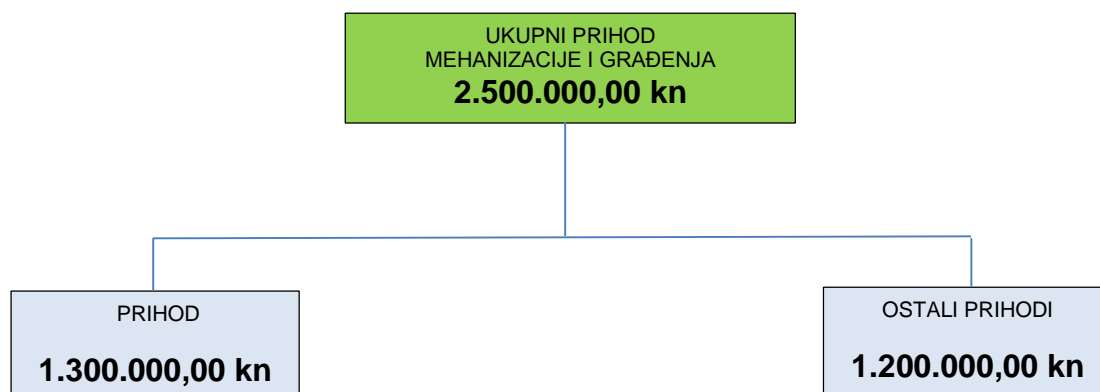 UKUPNI PRIHOD
MEHANIZACIJE I GRAĐENJA
2.500.000,00 kn
PRIHOD
1.300.000,00 kn
OSTALI PRIHODI
1.200.000,00 kn